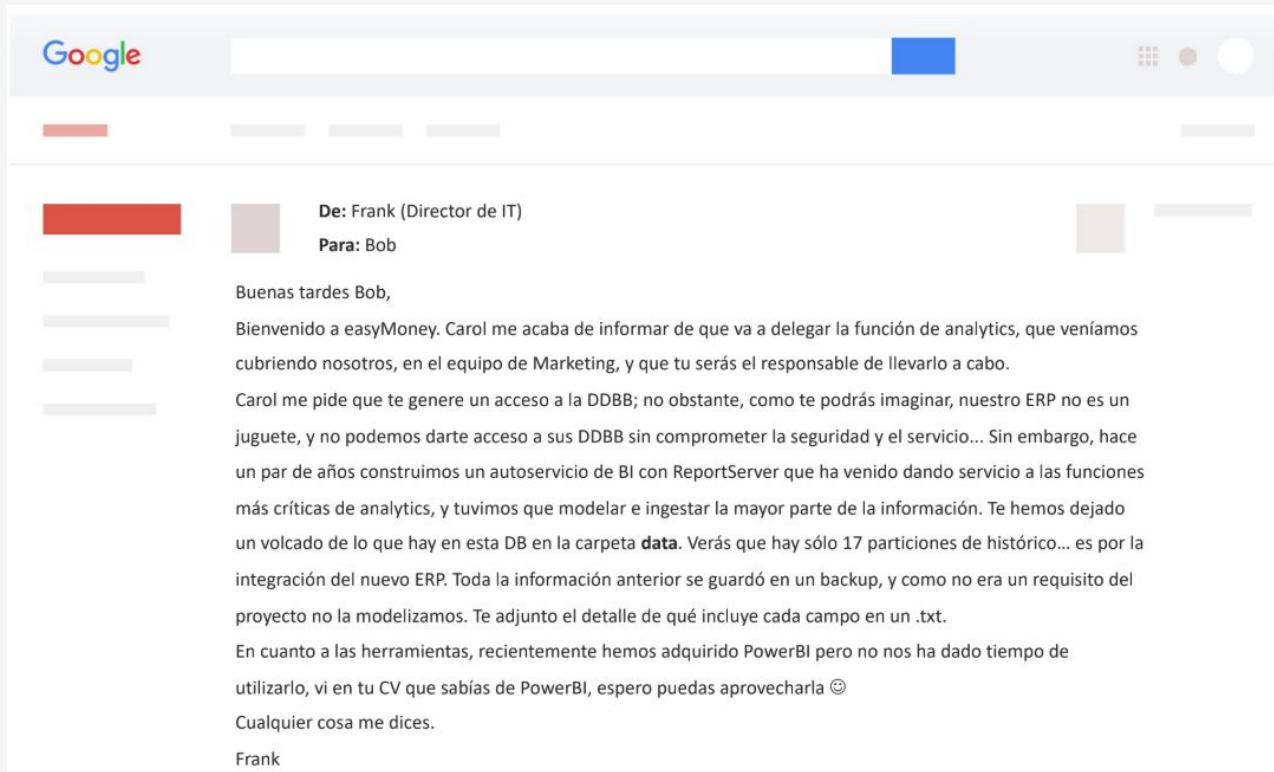 Google
De: Frank (Director de IT)
Para: Bob
Buenas tardes Bob,
Bienvenido a easyMoney. Carol me acaba de informar de que va a delegar la función de analytics, que veníamos
cubriendo nosotros, en el equipo de Marketing, y que tu serás el responsable de llevarlo a cabo.
Carol me pide que te genere un acceso a la DDBB; no obstante, como te podrás imaginar, nuestro ERP no es un
juguete, y no podemos darte acceso a sus DDBB sin comprometer la seguridad y el servicio... Sin embargo, hace
un par de años construimos un autoservicio de BI con ReportServer que ha venido dando servicio a las funciones
más críticas de analytics, y tuvimos que modelar e ingestar la mayor parte de la información. Te hemos dejado
un volcado de lo que hay en esta DB en la carpeta data. Verás que hay sólo 17 particiones de histórico... es por la
integración del nuevo ERP. Toda la información anterior se guardó en un backup, y como no era un requisito del
proyecto no la modelizamos. Te adjunto el detalle de qué incluye cada campo en un .txt.
En cuanto a las herramientas, recientemente hemos adquirido PowerBI pero no nos ha dado tiempo de
utilizarlo, vi en tu CV que sabías de PowerBI, espero puedas aprovecharla ☺
Cualquier cosa me dices.
Frank